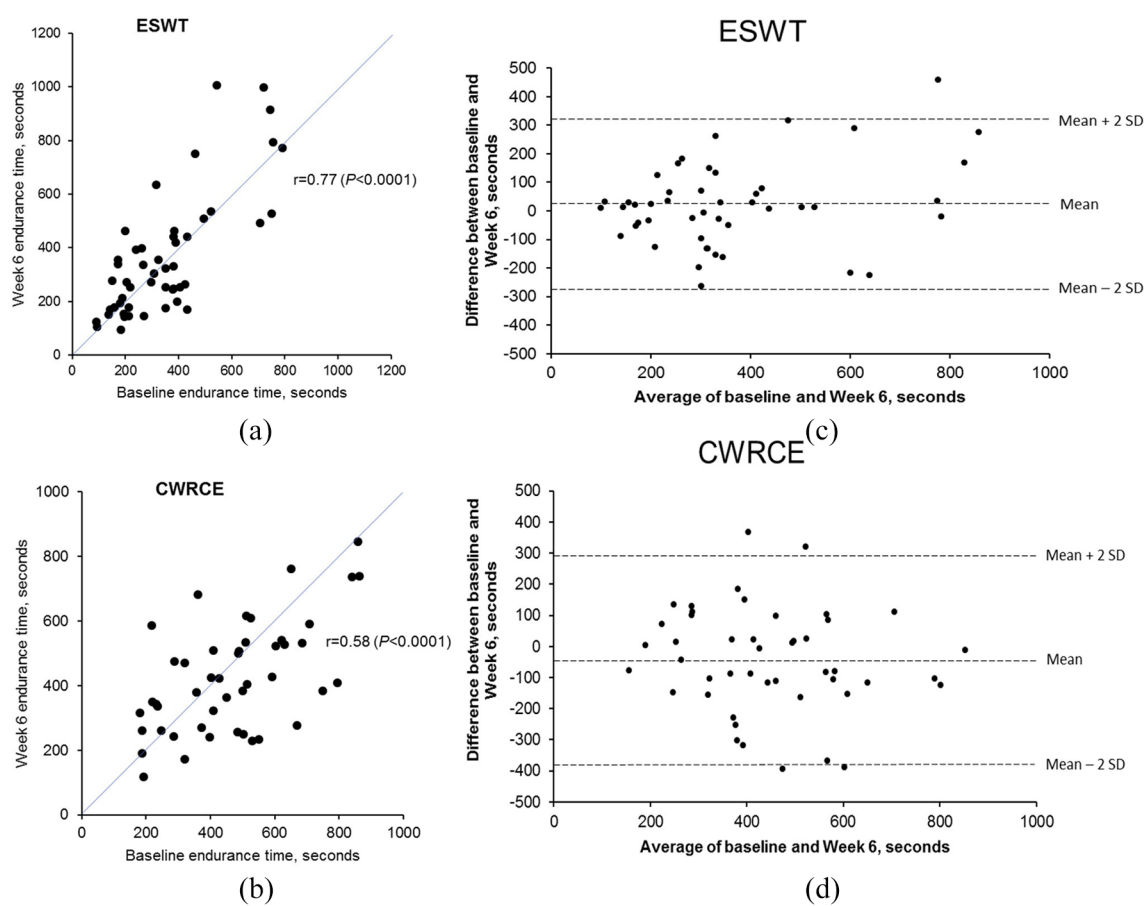 ESWT
1200
1000
800
600
400
200
0
0 200 400 600 800 1000 1200
Week 6 endurance time, seconds
Baseline endurance time, seconds
r=0.77 (P<0.0001)
(a)
ESWT
500
400
300
200
100
0
-100
-200
-300
-400
-500
0 200 400 600 800 1000
Difference between baseline and
Week 6, seconds
Average of baseline and Week 6, seconds
Mean + 2 SD
Mean
Mean – 2 SD
(c)
CWRCE
1000
800
600
400
200
0
0 200 400 600 800 1000
Week 6 endurance time, seconds
Baseline endurance time, seconds
r=0.58 (P<0.0001)
(b)
CWRCE
500
400
300
200
100
0
-100
-200
-300
-400
-500
0 200 400 600 800 1000
Difference between baseline and
Week 6, seconds
Average of baseline and Week 6, seconds
Mean + 2 SD
Mean
Mean – 2 SD
(d)